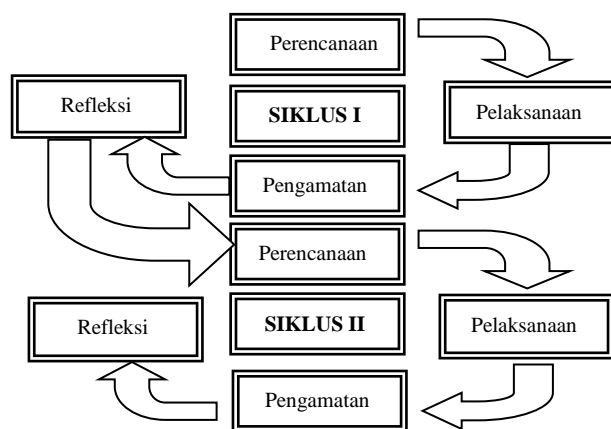 Perencanaan
Refleksi
SIKLUS I
Pelaksanaan
Pengamatan
Perencanaan
Refleksi
SIKLUS II
Pelaksanaan
Pengamatan